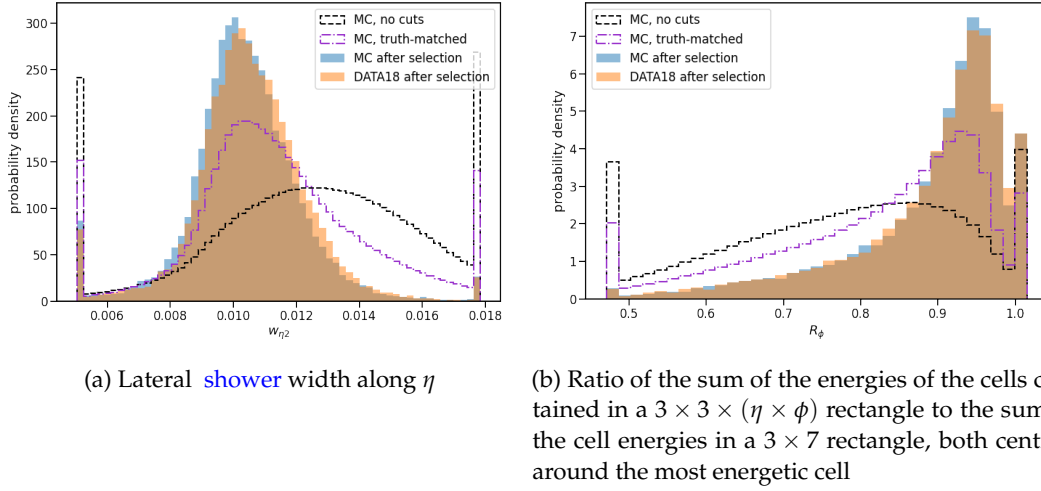 MC, no cuts
MC, truth-matched
MC after selection
DATA18 after selection
probability density
300
250
200
150
100
50
0
0.006 0.008 0.010 0.012 0.014 0.016 0.018
wη2
MC, no cuts
MC, truth-matched
MC after selection
DATA18 after selection
probability density
7
6
5
4
3
2
1
0
0.5 0.6 0.7 0.8 0.9 1.0
Rϕ
(a) Lateral shower width along η
(b) Ratio of the sum of the energies of the cells c
tained in a 3 × 3 × (η × ϕ) rectangle to the sum
the cell energies in a 3 × 7 rectangle, both cent
around the most energetic cell